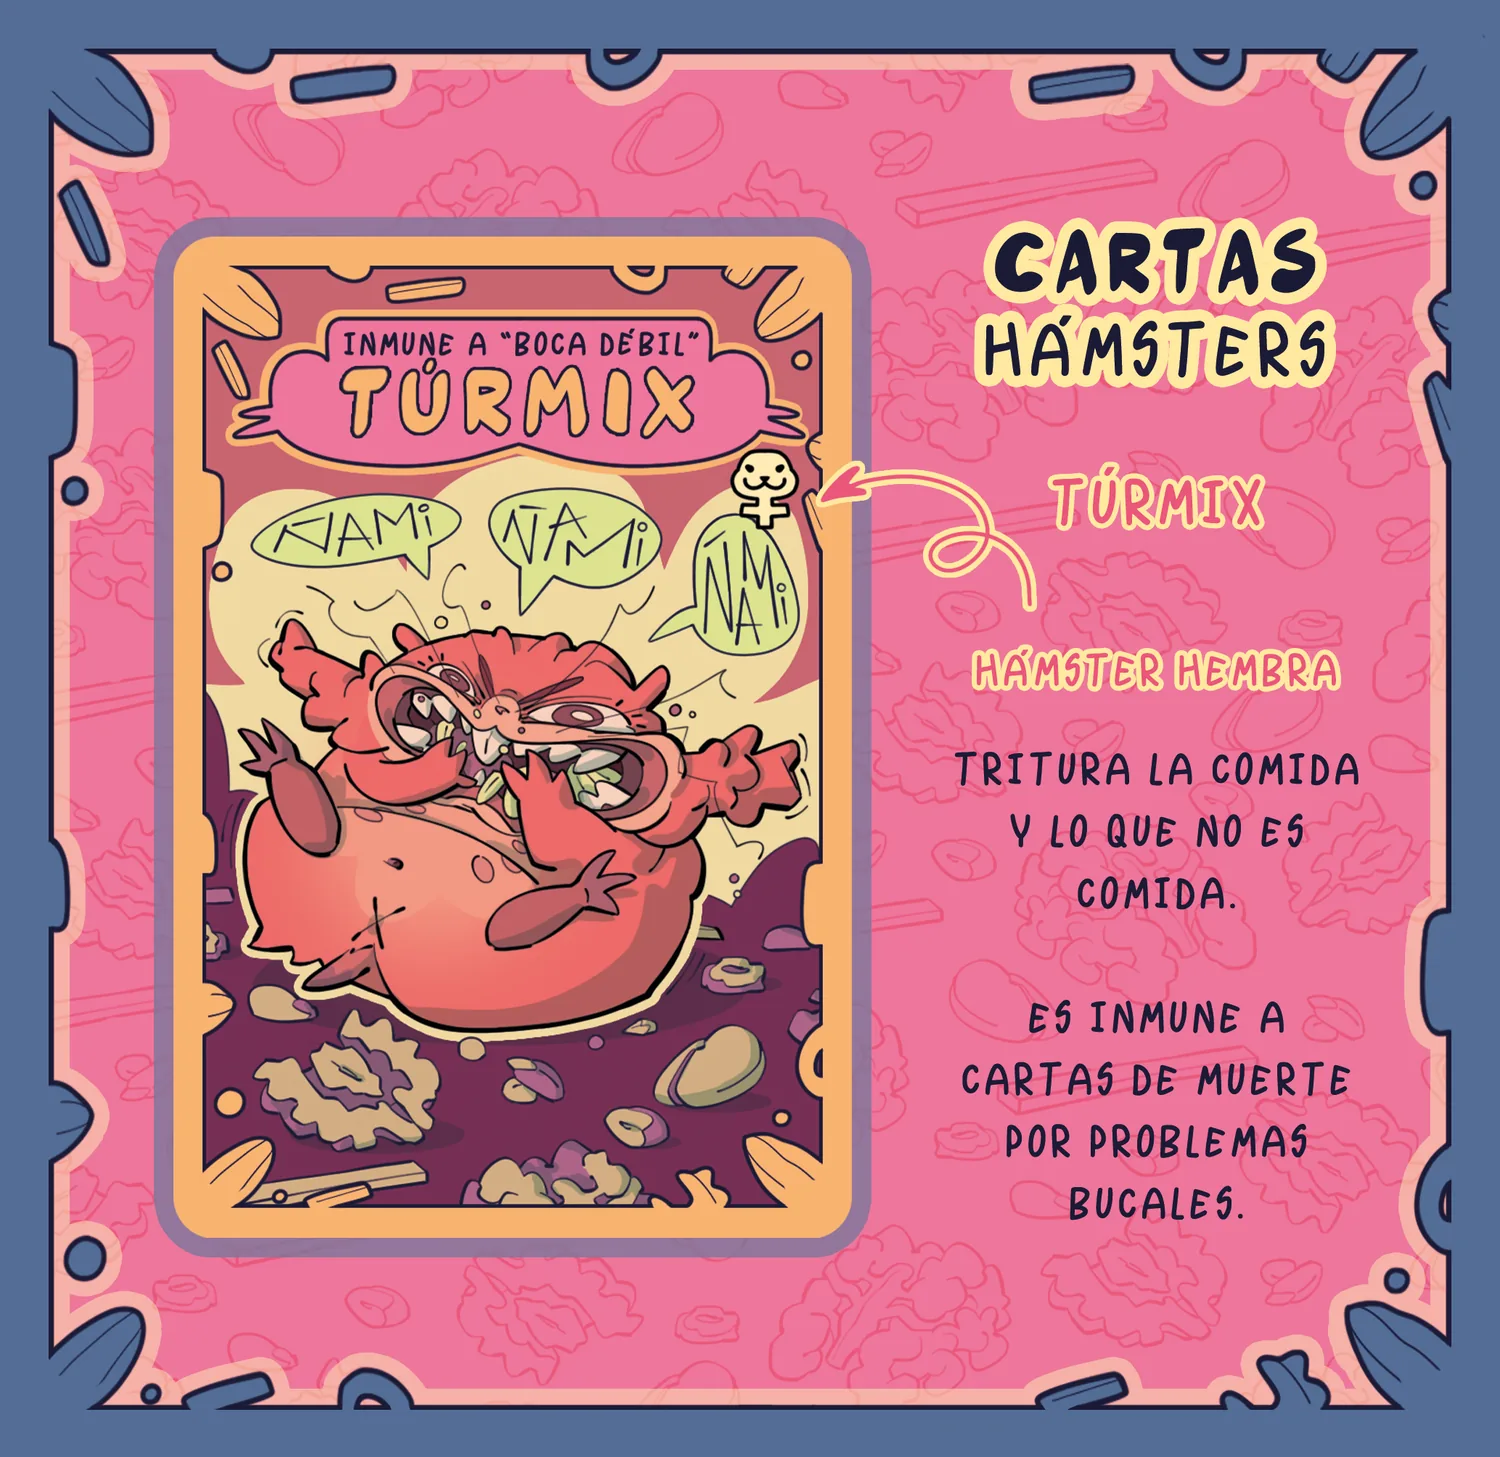 INMUNE A "BOCA DÉBIL"
TÚRMIX
ÑAMi
ÑAMi
ÑAMi
CARTAS
HÁMSTERS
TÚRMIX
HÁMSTER HEMBRA
TRITURA LA COMIDA
Y LO QUE NO ES
COMIDA.
ES INMUNE A
CARTAS DE MUERTE
POR PROBLEMAS
BUCALES.